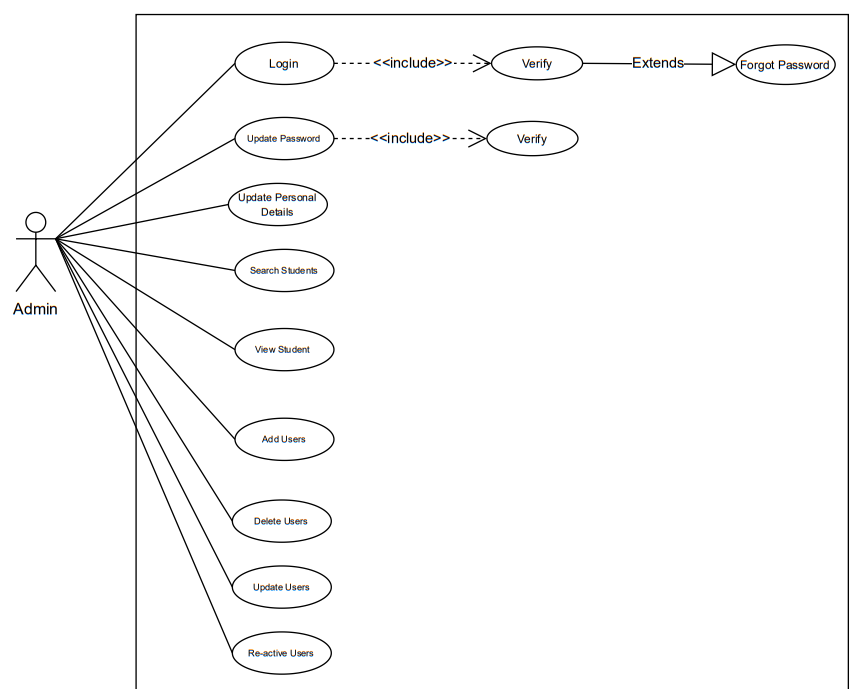 Login
<<include>>
Verify
Extends
Forgot Password
Update Password
<<include>>
Verify
Update Personal
Details
Search Students
Admin
View Student
Add Users
Delete Users
Update Users
Re-active Users